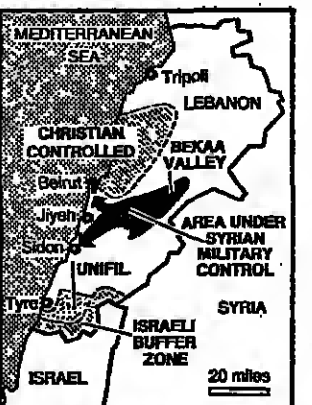 MEDITERRANEAN
SEA
Tripoli
LEBANON
CHRISTIAN
CONTROLLED
BEKAA
VALLEY
Beirut
Jiyeh
AREA UNDER
SYRIAN
MILITARY
CONTROL
Sidon
UNIFIL
Tyre
SYRIA
ISRAELI
BUFFER
ZONE
ISRAEL
20 miles